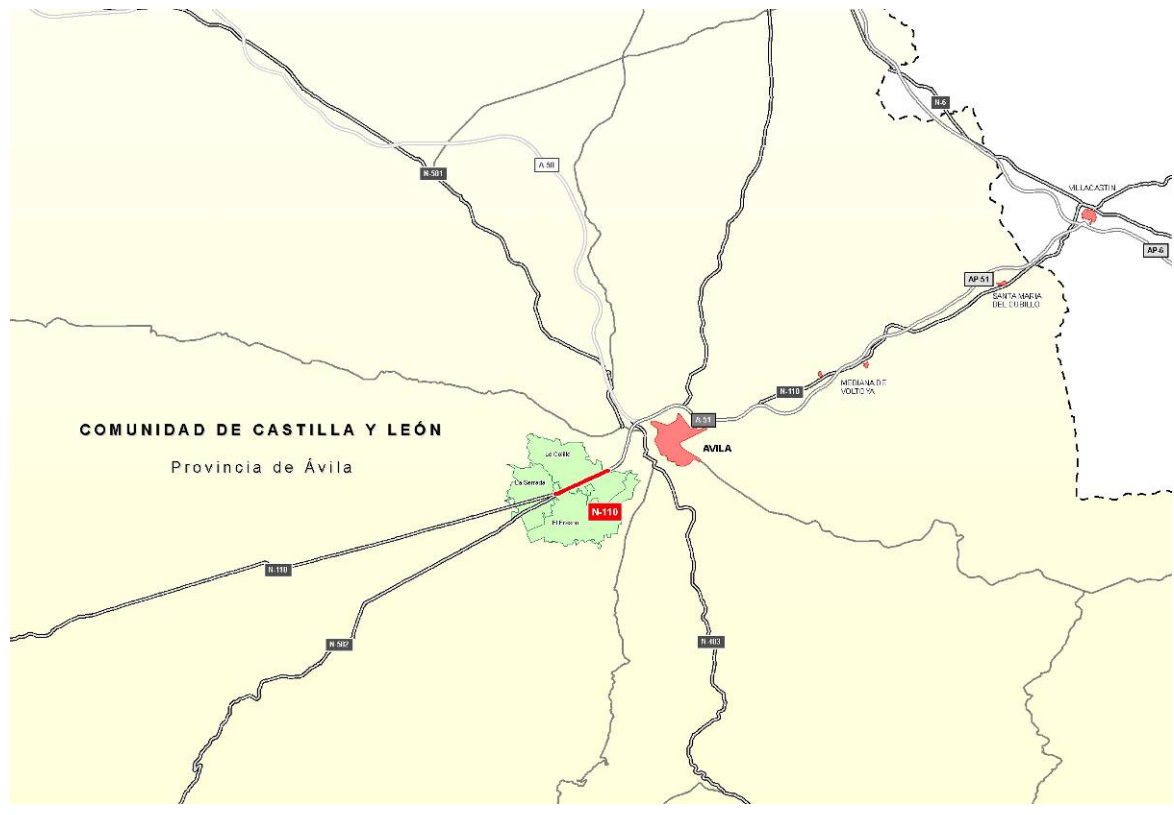 N-6
A-50
N-501
VILLACASTIN
AP-6
AP-51
SANTA MARIA
DEL CUBILLO
MEDIANA DE
VOLTOYA
N-110
A-51
COMUNIDAD DE CASTILLA Y LEÓN
AVILA
Provincia de Ávila
La Colilla
La Serrada
N-110
El Fresno
N-110
N-502
N-403